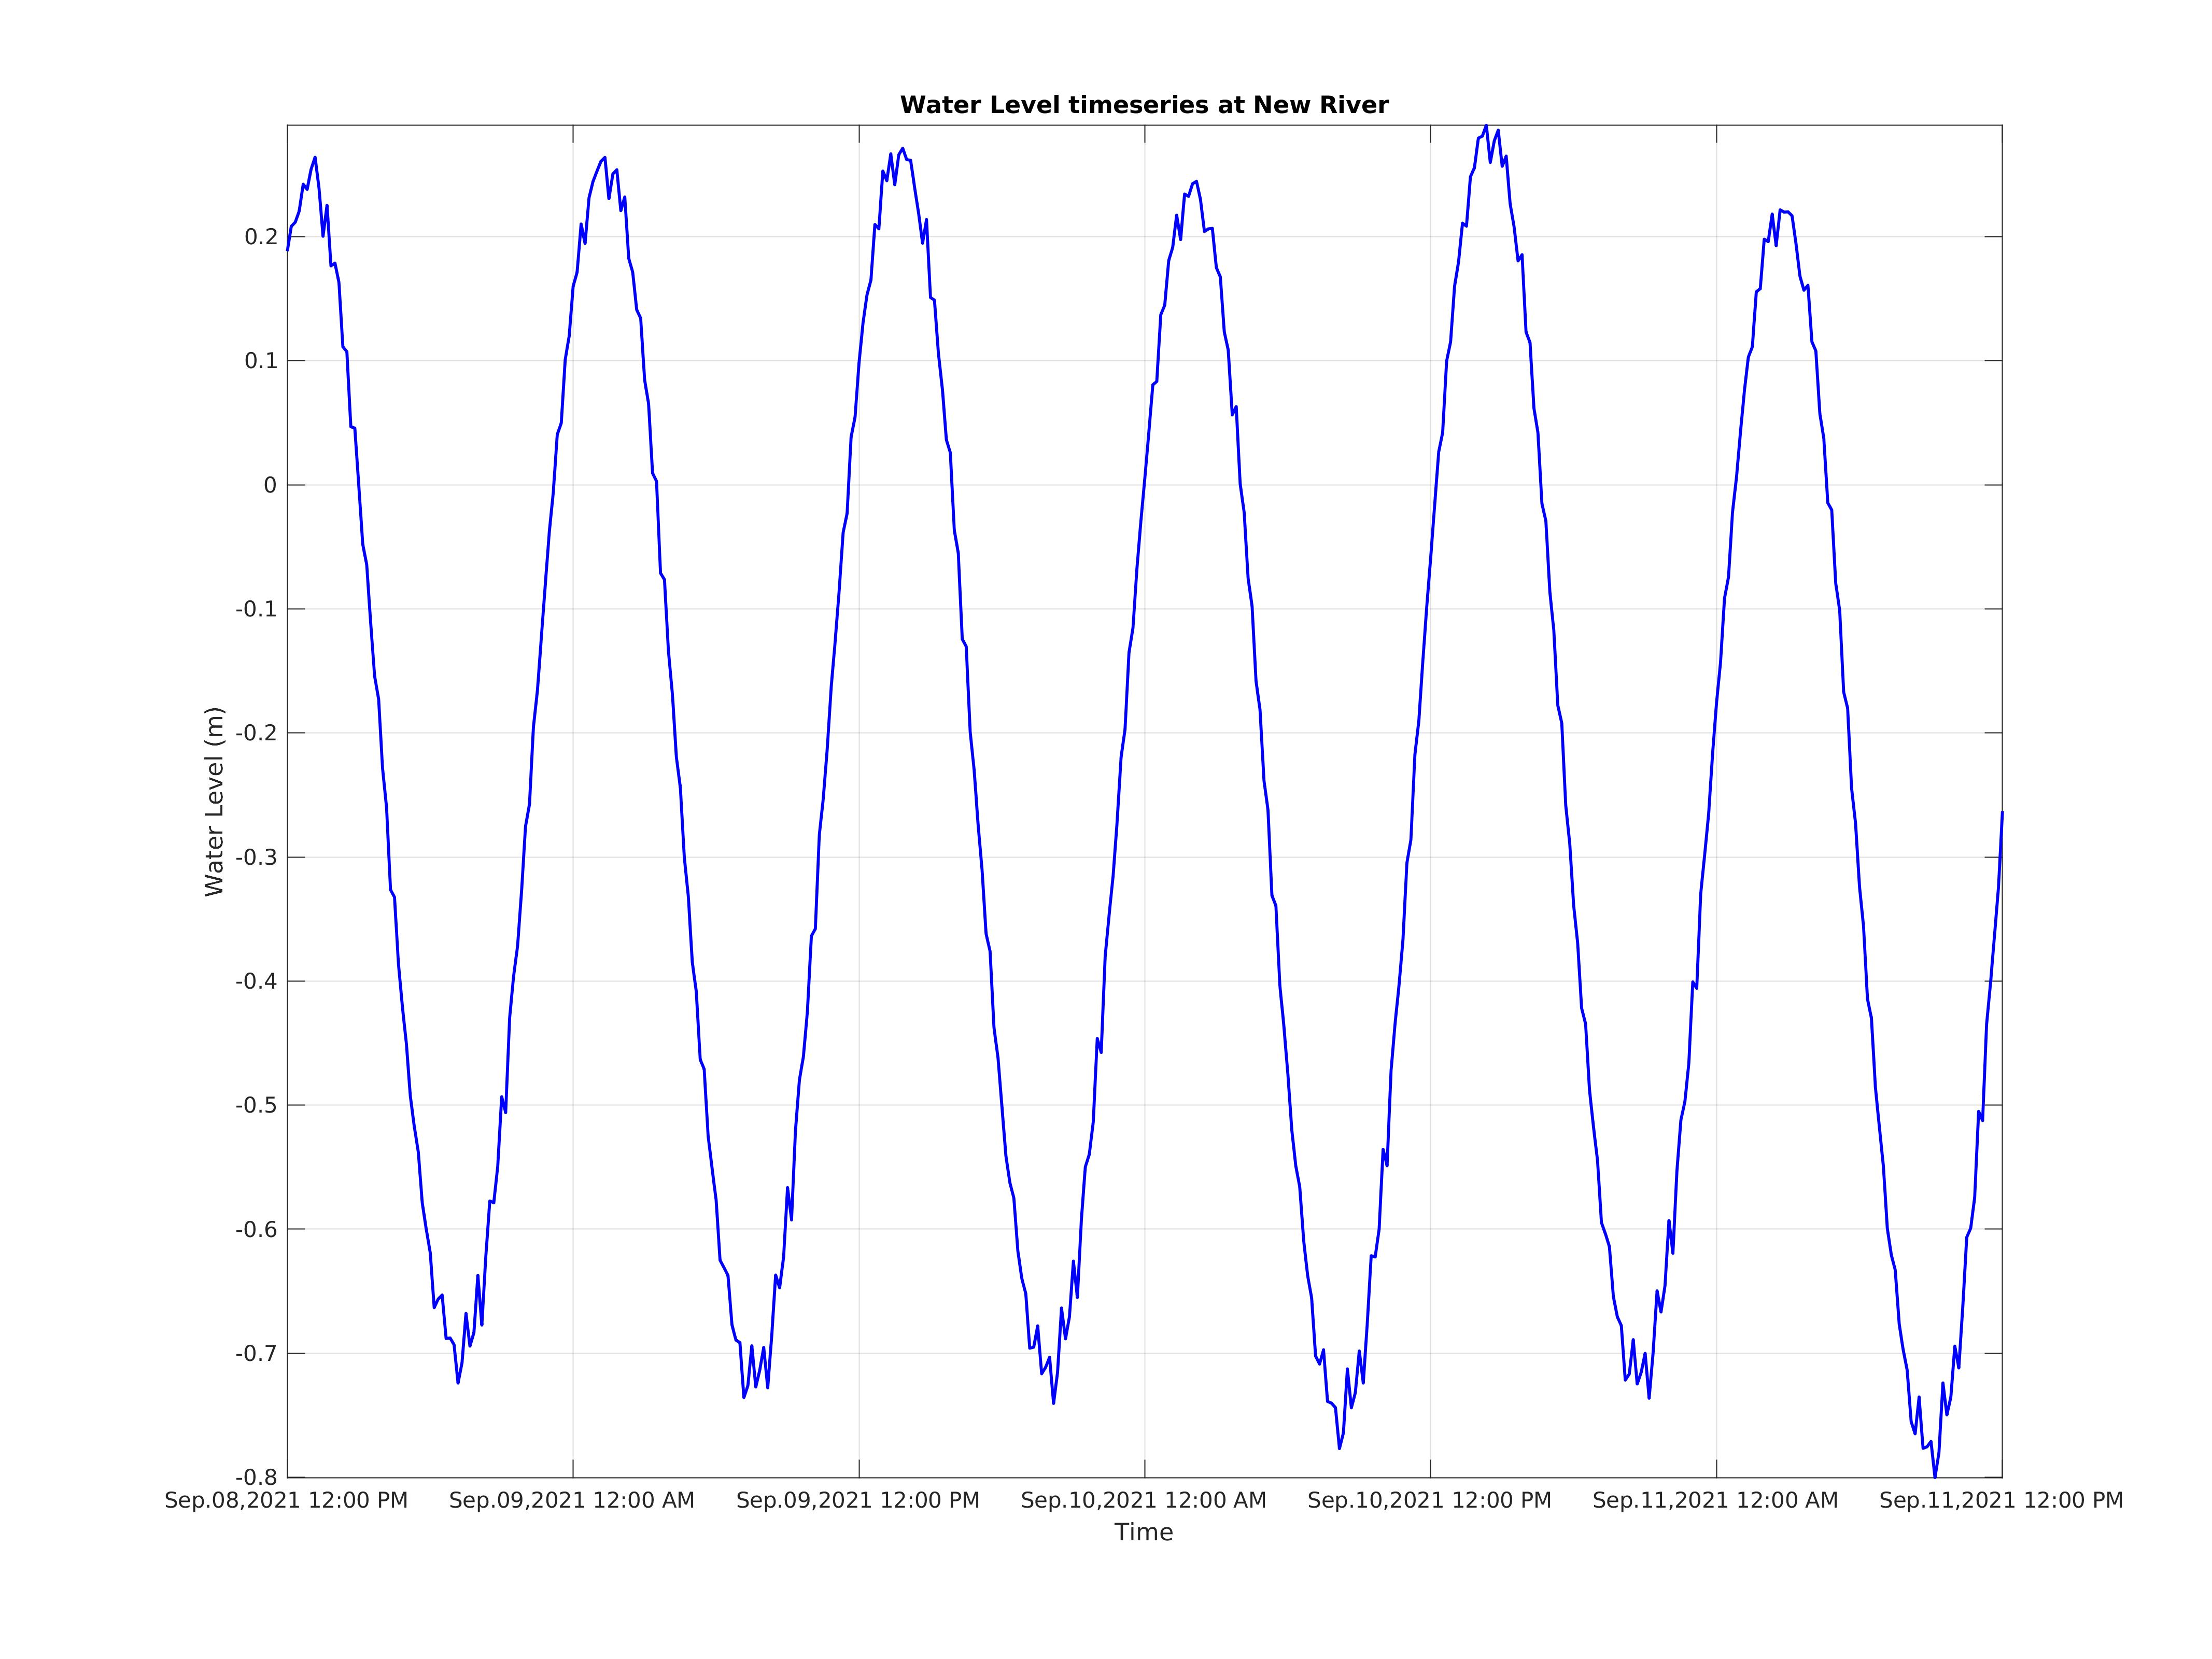 Water Level timeseries at New River
Water Level (m)
0.2
0.1
0
-0.1
-0.2
-0.3
-0.4
-0.5
-0.6
-0.7
-0.8
Sep.08,2021 12:00 PM
Sep.09,2021 12:00 AM
Sep.09,2021 12:00 PM
Sep.10,2021 12:00 AM
Sep.10,2021 12:00 PM
Sep.11,2021 12:00 AM
Sep.11,2021 12:00 PM
Time